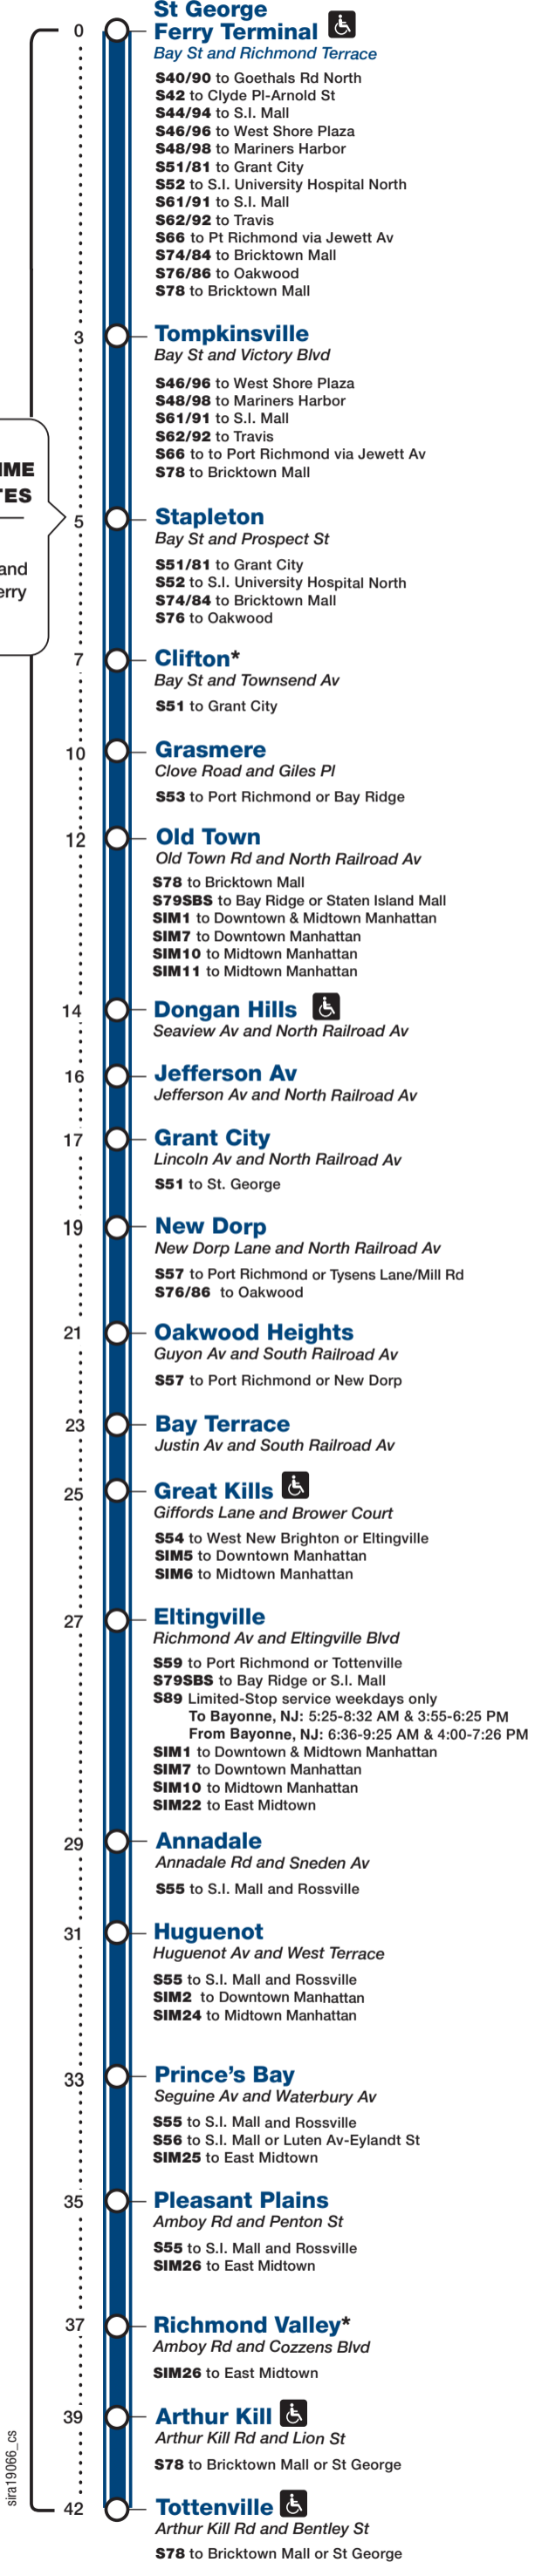 St George
0 Ferry Terminal
Bay St and Richmond Terrace
S40/90 to Goethals Rd North
S42 to Clyde Pl-Arnold St
S44/94 to S.I. Mall
S46/96 to West Shore Plaza
S48/98 to Mariners Harbor
S51/81 to Grant City
S52 to S.I. University Hospital North
S61/91 to S.I. Mall
S62/92 to Travis
S66 to Pt Richmond via Jewett Av
S74/84 to Bricktown Mall
S76/86 to Oakwood
S78 to Bricktown Mall
3 Tompkinsville
Bay St and Victory Blvd
S46/96 to West Shore Plaza
S48/98 to Mariners Harbor
S61/91 to S.I. Mall
S62/92 to Travis
S66 to to Port Richmond via Jewett Av
S78 to Bricktown Mall
IME
TES
and
erry
5 Stapleton
Bay St and Prospect St
S51/81 to Grant City
S52 to S.I. University Hospital North
S74/84 to Bricktown Mall
S76 to Oakwood
7 Clifton*
Bay St and Townsend Av
S51 to Grant City
10 Grasmere
Clove Road and Giles Pl
S53 to Port Richmond or Bay Ridge
12 Old Town
Old Town Rd and North Railroad Av
S78 to Bricktown Mall
S79SBS to Bay Ridge or Staten Island Mall
SIM1 to Downtown & Midtown Manhattan
SIM7 to Downtown Manhattan
SIM10 to Midtown Manhattan
SIM11 to Midtown Manhattan
14 Dongan Hills
Seaview Av and North Railroad Av
16 Jefferson Av
Jefferson Av and North Railroad Av
17 Grant City
Lincoln Av and North Railroad Av
S51 to St. George
19 New Dorp
New Dorp Lane and North Railroad Av
S57 to Port Richmond or Tysens Lane/Mill Rd
S76/86 to Oakwood
21 Oakwood Heights
Guyon Av and South Railroad Av
S57 to Port Richmond or New Dorp
23 Bay Terrace
Justin Av and South Railroad Av
25 Great Kills
Giffords Lane and Brower Court
S54 to West New Brighton or Eltingville
SIM5 to Downtown Manhattan
SIM6 to Midtown Manhattan
27 Eltingville
Richmond Av and Eltingville Blvd
S59 to Port Richmond or Tottenville
S79SBS to Bay Ridge or S.I. Mall
S89 Limited-Stop service weekdays only
To Bayonne, NJ: 5:25-8:32 AM & 3:55-6:25 PM
From Bayonne, NJ: 6:36-9:25 AM & 4:00-7:26 PM
SIM1 to Downtown & Midtown Manhattan
SIM7 to Downtown Manhattan
SIM10 to Midtown Manhattan
SIM22 to East Midtown
29 Annadale
Annadale Rd and Sneden Av
S55 to S.I. Mall and Rossville
31 Huguenot
Huguenot Av and West Terrace
S55 to S.I. Mall and Rossville
SIM2 to Downtown Manhattan
SIM24 to Midtown Manhattan
33 Prince's Bay
Seguine Av and Waterbury Av
S55 to S.I. Mall and Rossville
S56 to S.I. Mall or Luten Av-Eylandt St
SIM25 to East Midtown
35 Pleasant Plains
Amboy Rd and Penton St
S55 to S.I. Mall and Rossville
SIM26 to East Midtown
37 Richmond Valley*
Amboy Rd and Cozzens Blvd
SIM26 to East Midtown
39 Arthur Kill
Arthur Kill Rd and Lion St
S78 to Bricktown Mall or St George
42 Tottenville
Arthur Kill Rd and Bentley St
S78 to Bricktown Mall or St George
sira19066_cs